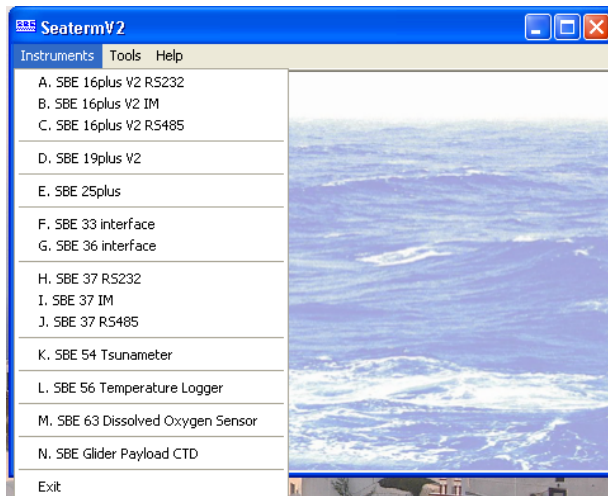 SeatermV2
Instruments Tools Help
A. SBE 16plus V2 RS232
B. SBE 16plus V2 IM
C. SBE 16plus V2 RS485
D. SBE 19plus V2
E. SBE 25plus
F. SBE 33 interface
G. SBE 36 interface
H. SBE 37 RS232
I. SBE 37 IM
J. SBE 37 RS485
K. SBE 54 Tsunameter
L. SBE 56 Temperature Logger
M. SBE 63 Dissolved Oxygen Sensor
N. SBE Glider Payload CTD
Exit